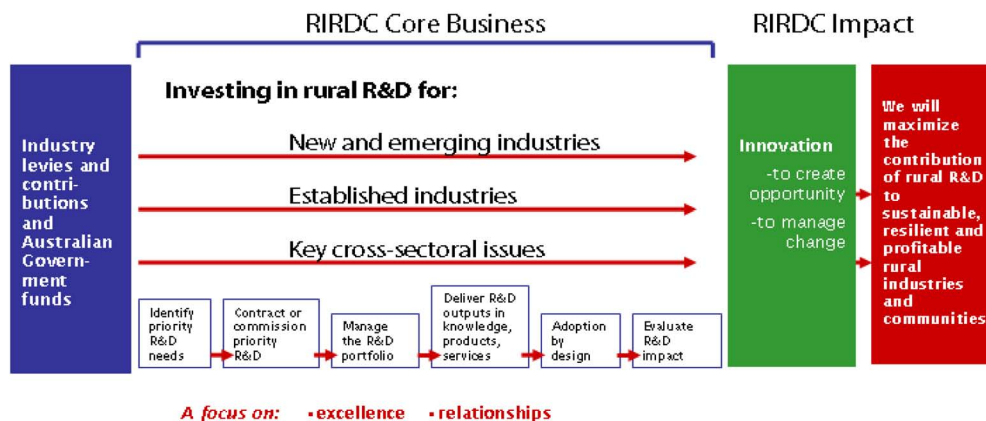 RIRDC Core Business
RIRDC Impact
Industry
levies and
contri-
butions
and
Australian
Govern-
ment
funds
Investing in rural R&D for:
New and emerging industries
Established industries
Key cross-sectoral issues
Identify
priority
R&D
needs
Contract or
commission
priority
R&D
Manage
the R&D
portfolio
Deliver R&D
outputs in
knowledge,
products,
services
Adoption
by
design
Evaluate
R&D
impact
Innovation
-to create
opportunity
-to manage
change
We will
maximize
the
contribution
of rural R&D
to
sustainable,
resilient and
profitable
rural
industries
and
communities
A focus on: • excellence • relationships